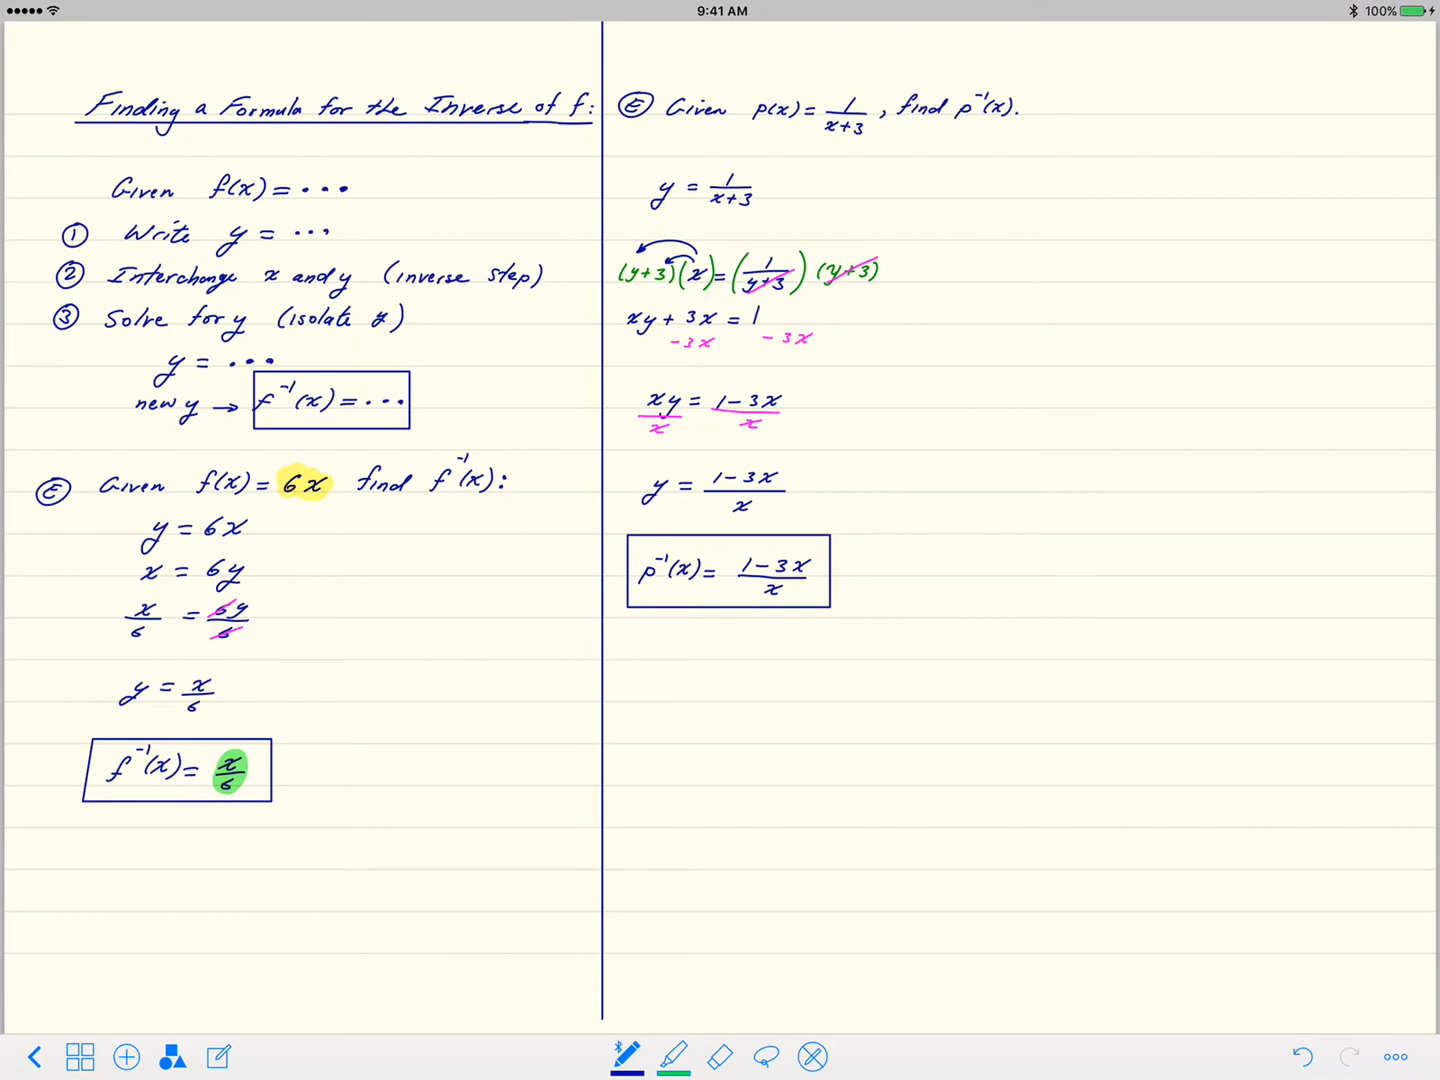 9:41 AM
100%
Finding a Formula for the Inverse of f:
Given f(x) = ...
① Write y = ...
② Interchange x and y (inverse step)
③ Solve for y (isolate y)
y = ...
new y → f⁻¹(x) = ...
Ⓔ Given f(x) = 6x find f⁻¹(x):
y = 6x
x = 6y
x/6 = 6y/6
y = x/6
f⁻¹(x) = x/6
Ⓔ Given p(x) = 1/(x+3), find p⁻¹(x).
y = 1/(x+3)
(y+3)(x) = (1/(y+3)) (y+3)
xy + 3x = 1
-3x -3x
xy/x = (1-3x)/x
y = (1-3x)/x
p⁻¹(x) = (1-3x)/x